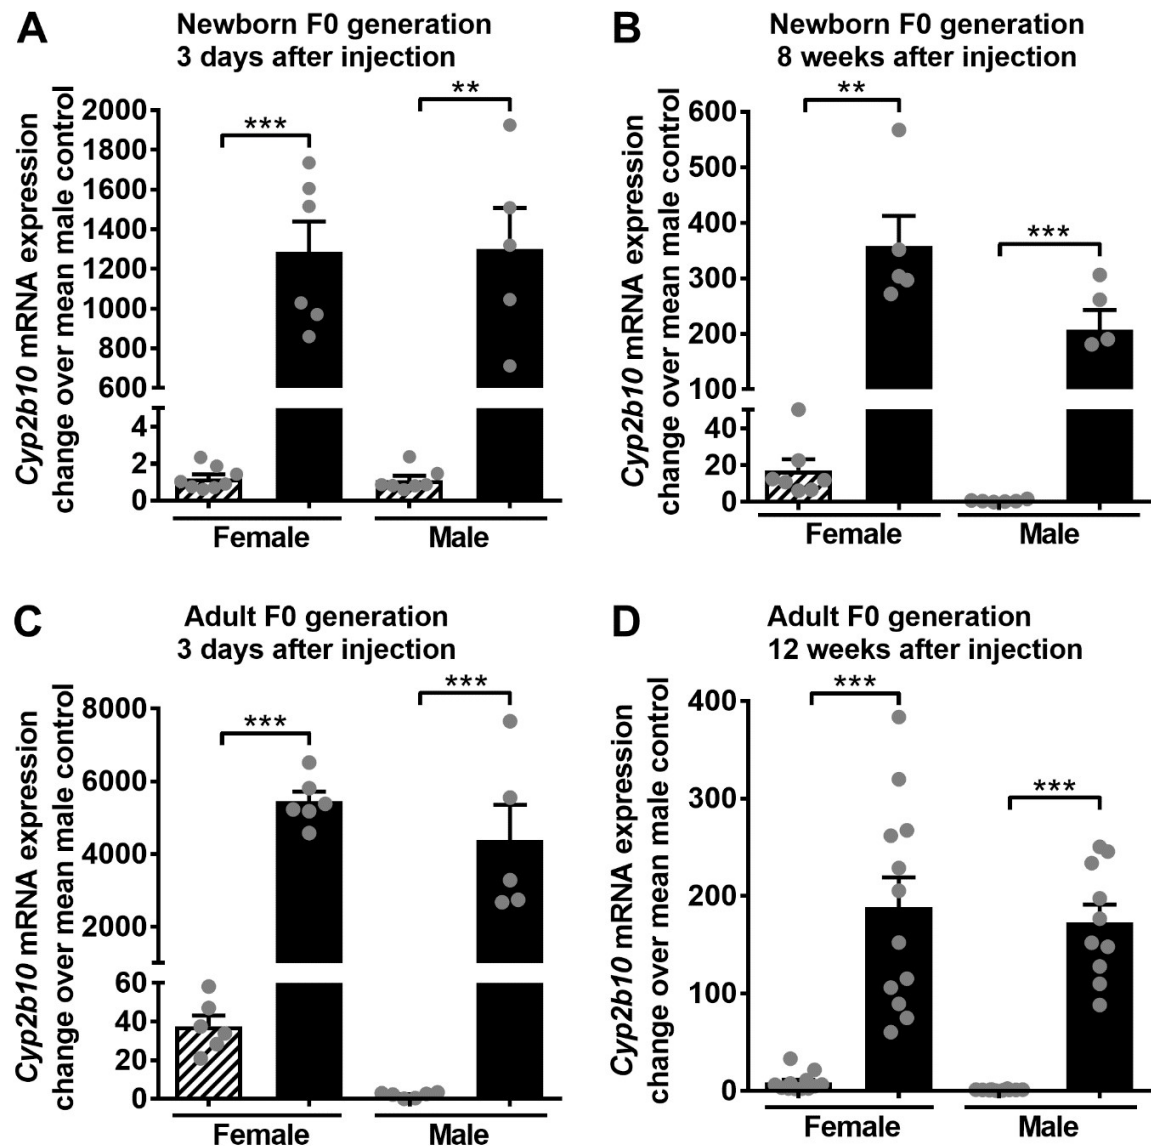 A
Newborn F0 generation
3 days after injection
Cyp2b10 mRNA expression
change over mean male control
2000
1800
1600
1400
1200
1000
800
600
4
2
0
***
**
Female
Male
B
Newborn F0 generation
8 weeks after injection
Cyp2b10 mRNA expression
change over mean male control
600
500
400
300
200
100
40
20
0
**
***
Female
Male
C
Adult F0 generation
3 days after injection
Cyp2b10 mRNA expression
change over mean male control
8000
6000
4000
2000
60
40
20
0
***
***
Female
Male
D
Adult F0 generation
12 weeks after injection
Cyp2b10 mRNA expression
change over mean male control
400
300
200
100
0
***
***
Female
Male